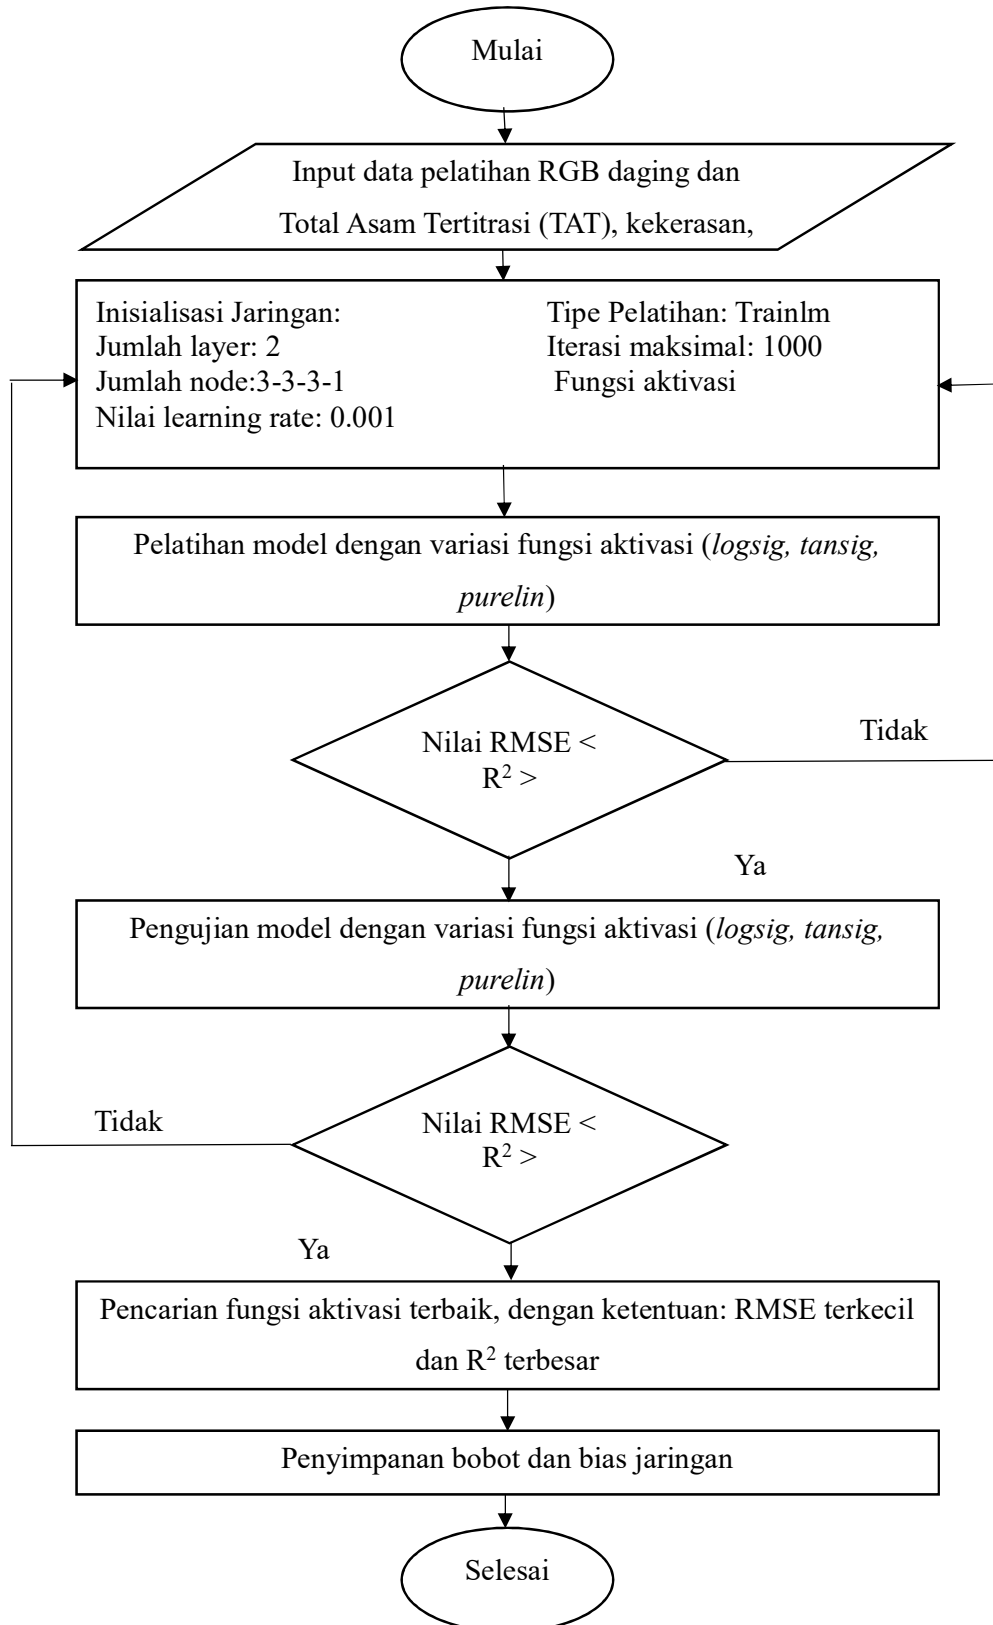 Mulai
Input data pelatihan RGB daging dan
Total Asam Tertitrasi (TAT), kekerasan,
Inisialisasi Jaringan:
Jumlah layer: 2
Jumlah node:3-3-3-1
Nilai learning rate: 0.001
Tipe Pelatihan: Trainlm
Iterasi maksimal: 1000
Fungsi aktivasi
Pelatihan model dengan variasi fungsi aktivasi (logsig, tansig,
purelin)
Nilai RMSE <
R² >
Tidak
Ya
Pengujian model dengan variasi fungsi aktivasi (logsig, tansig,
purelin)
Nilai RMSE <
R² >
Tidak
Ya
Pencarian fungsi aktivasi terbaik, dengan ketentuan: RMSE terkecil
dan R² terbesar
Penyimpanan bobot dan bias jaringan
Selesai